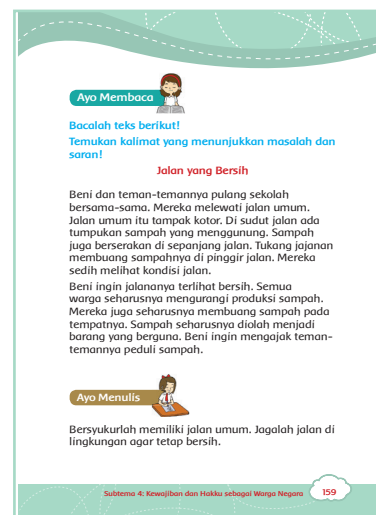 Ayo Membaca
Bacalah teks berikut!
Temukan kalimat yang menunjukkan masalah dan
saran!
Jalan yang Bersih
Beni dan teman-temannya pulang sekolah
bersama-sama. Mereka melewati jalan umum.
Jalan umum itu tampak kotor. Di sudut jalan ada
tumpukan sampah yang menggunung. Sampah
juga berserakan di sepanjang jalan. Tukang jajanan
membuang sampahnya di pinggir jalan. Mereka
sedih melihat kondisi jalan.
Beni ingin jalananya terlihat bersih. Semua
warga seharusnya mengurangi produksi sampah.
Mereka juga seharusnya membuang sampah pada
tempatnya. Sampah seharusnya diolah menjadi
barang yang berguna. Beni ingin mengajak teman-
temannya peduli sampah.
Ayo Menulis
Bersyukurlah memiliki jalan umum. Jagalah jalan di
lingkungan agar tetap bersih.
Subtema 4: Kewajiban dan Hakku sebagai Warga Negara
159